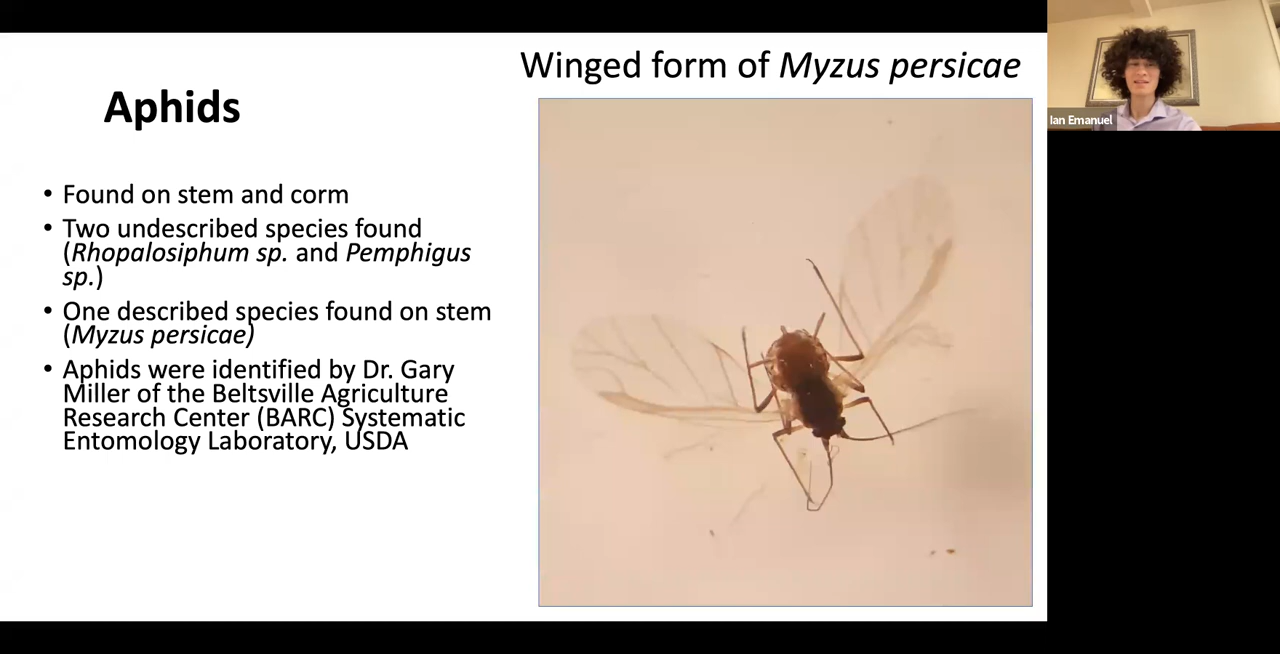 Winged form of Myzus persicae
Aphids
• Found on stem and corm
• Two undescribed species found
(Rhopalosiphum sp. and Pemphigus
sp.)
• One described species found on stem
(Myzus persicae)
• Aphids were identified by Dr. Gary
Miller of the Beltsville Agriculture
Research Center (BARC) Systematic
Entomology Laboratory, USDA
Ian Emanuel